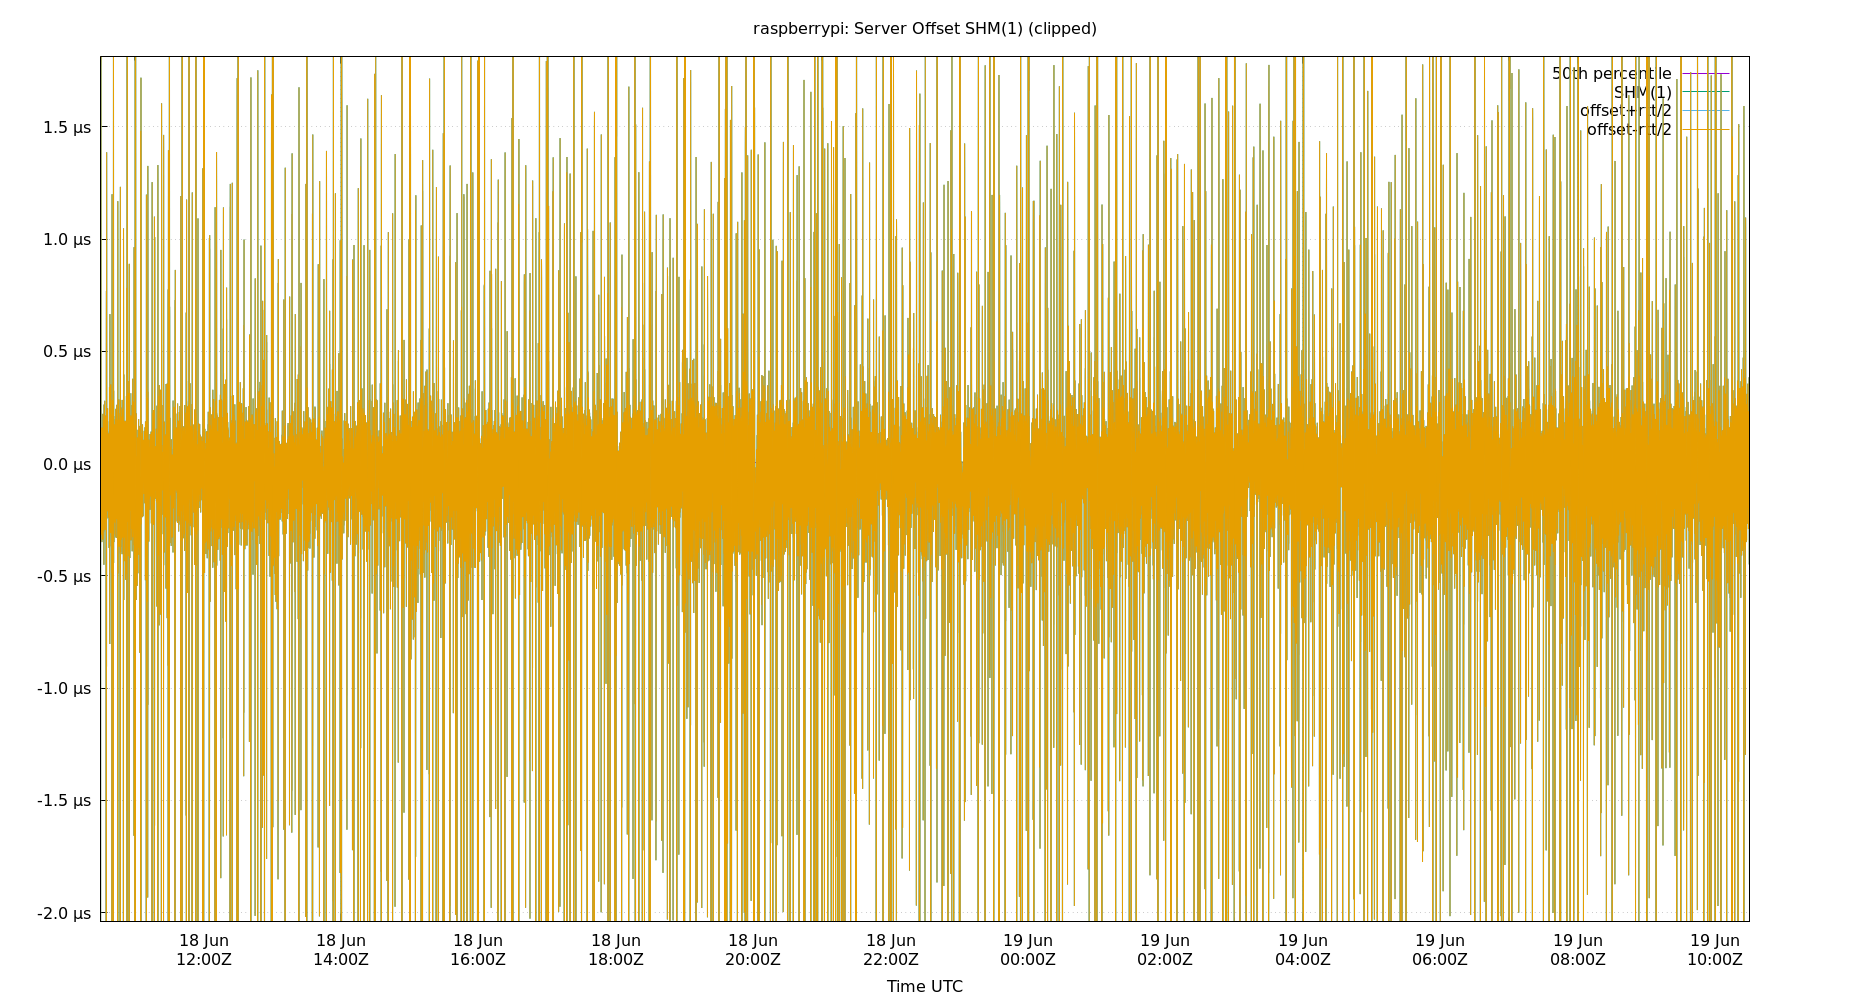 raspberrypi: Server Offset SHM(1) (clipped)
50th percentile
SHM(1)
offset+rtt/2
offset-rtt/2
1.5 µs
1.0 µs
0.5 µs
0.0 µs
-0.5 µs
-1.0 µs
-1.5 µs
-2.0 µs
18 Jun 18 Jun 18 Jun 18 Jun 18 Jun 18 Jun 19 Jun 19 Jun 19 Jun 19 Jun 19 Jun 19 Jun
12:00Z 14:00Z 16:00Z 18:00Z 20:00Z 22:00Z 00:00Z 02:00Z 04:00Z 06:00Z 08:00Z 10:00Z
Time UTC